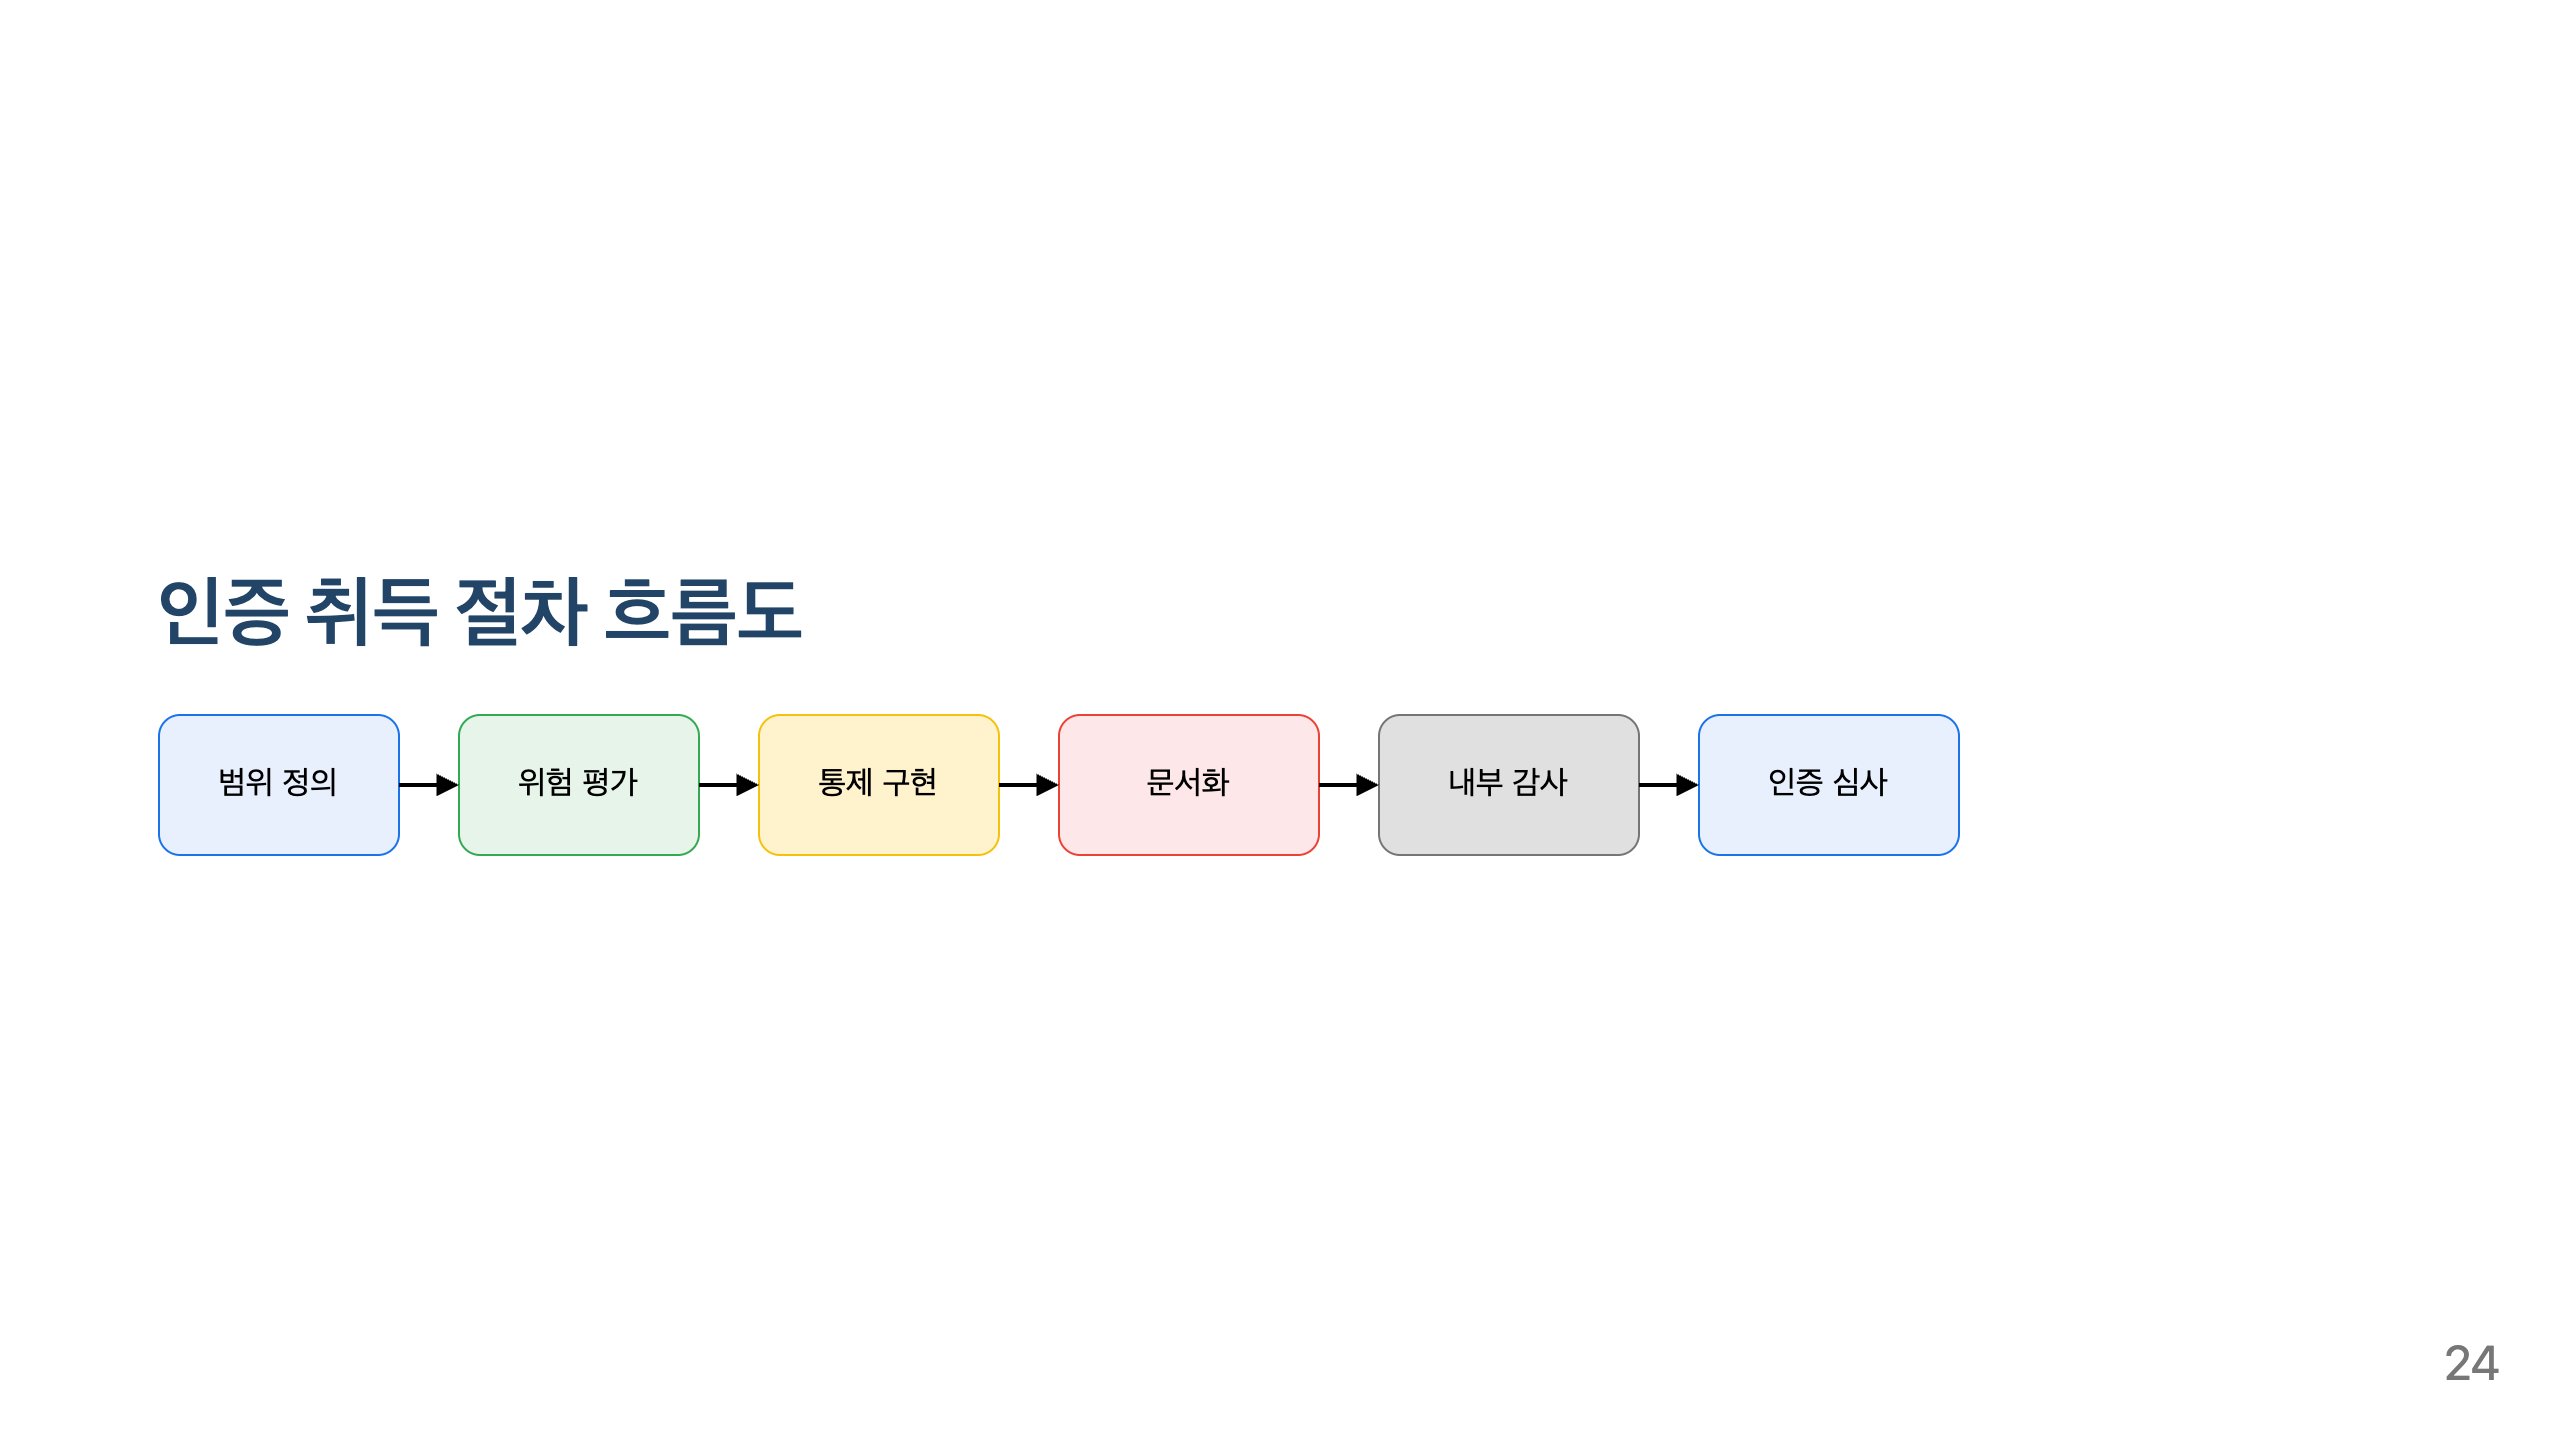 인증 취득 절차 흐름도
범위 정의
위험 평가
통제 구현
문서화
내부 감사
인증 심사
24